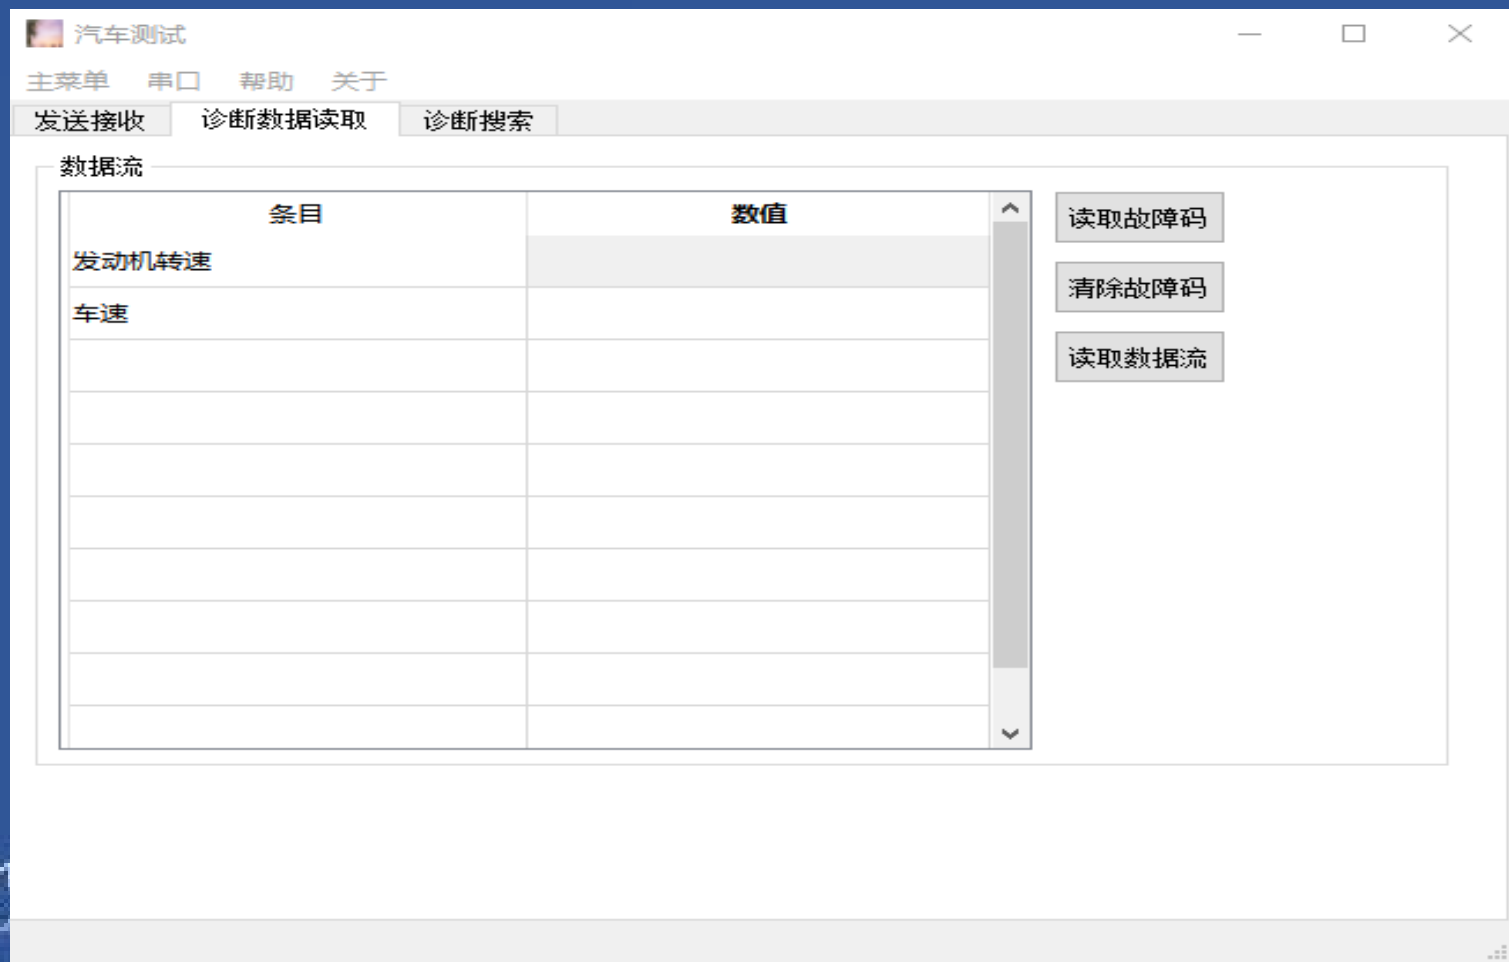 汽车测试
主菜单 串口 帮助 关于
发送接收 诊断数据读取 诊断搜索
数据流
条目 数值
发动机转速
车速
读取故障码
清除故障码
读取数据流